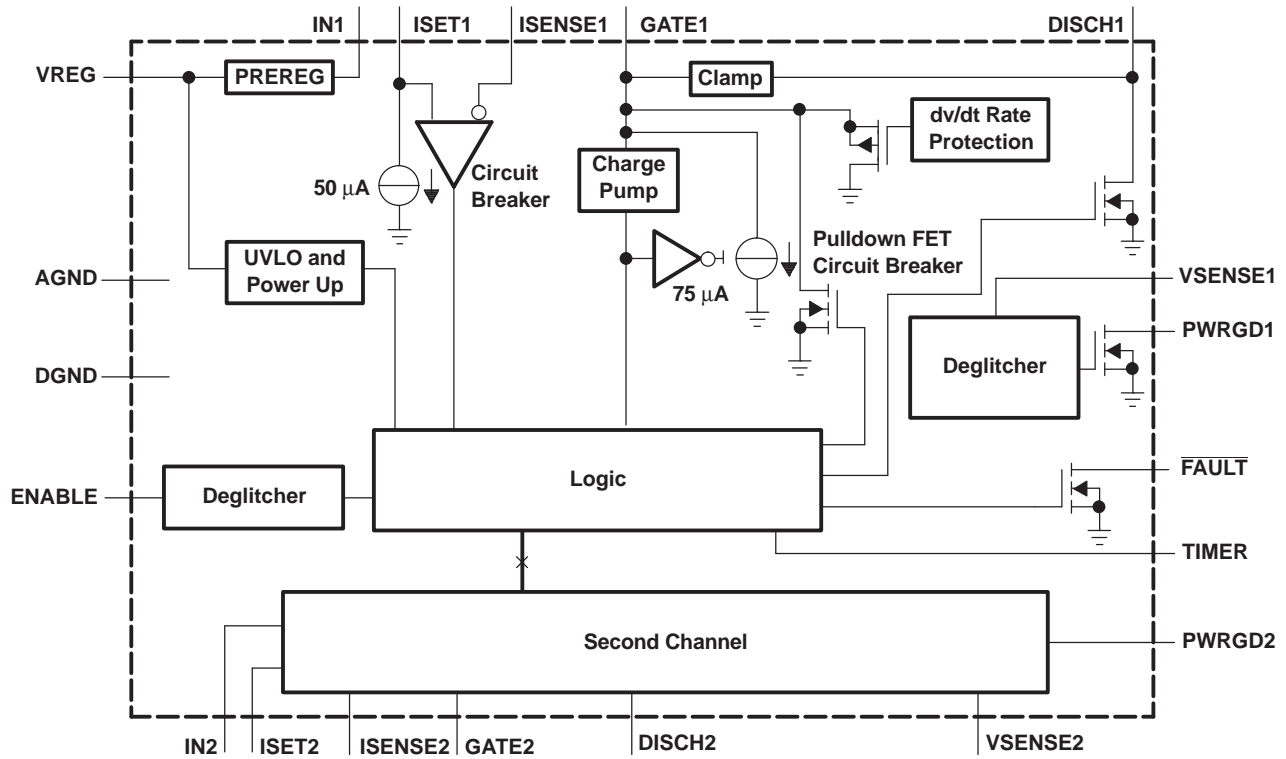 IN1
ISET1
ISENSE1
GATE1
DISCH1
VREG
PREREG
Clamp
dv/dt Rate
Protection
50 μA
Circuit
Breaker
Charge
Pump
UVLO and
Power Up
75 μA
Pulldown FET
Circuit Breaker
AGND
VSENSE1
PWRGD1
DGND
Deglitcher
ENABLE
Deglitcher
Logic
FAULT
TIMER
Second Channel
PWRGD2
IN2
ISET2
ISENSE2
GATE2
DISCH2
VSENSE2